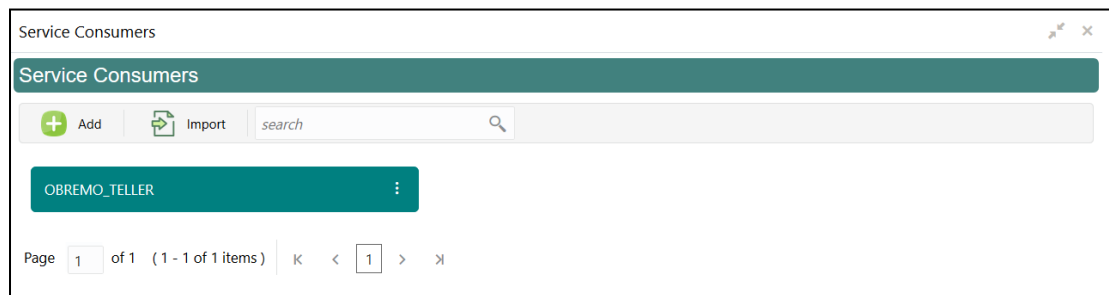 Service Consumers
Service Consumers
Add Import search
OBREMO_TELLER
Page 1 of 1 ( 1 - 1 of 1 items ) 1